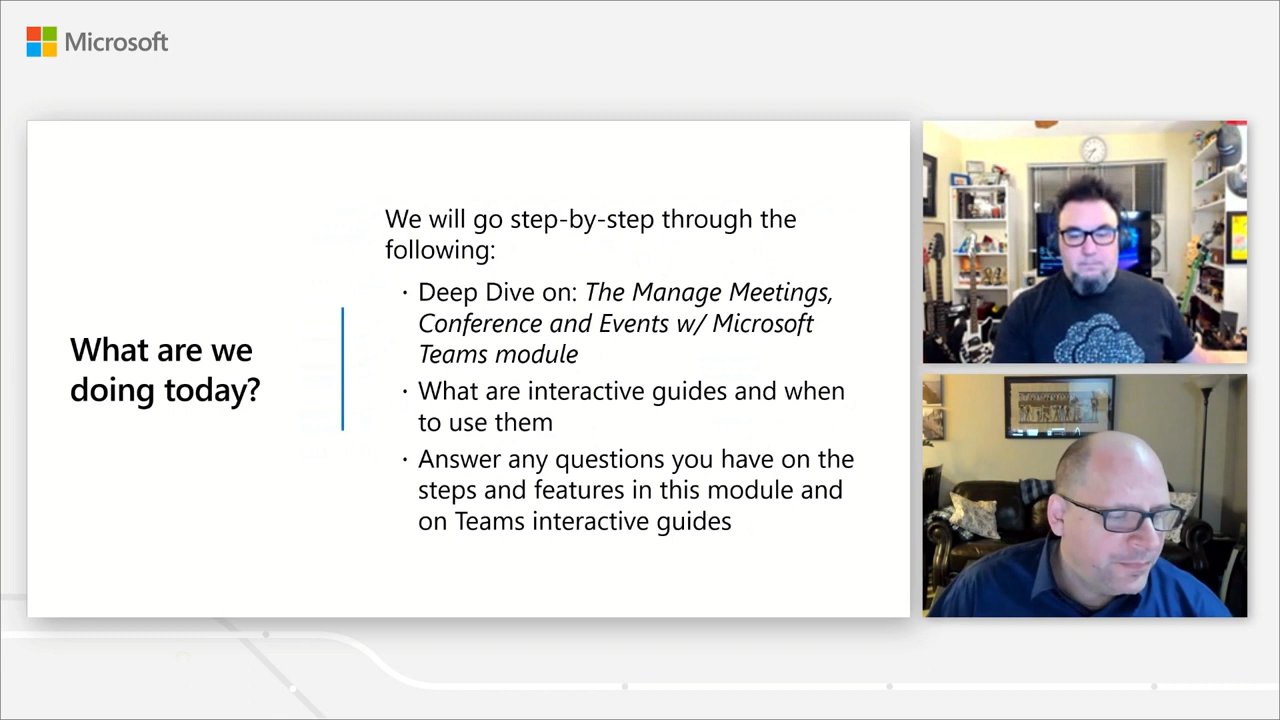 Microsoft
What are we
doing today?
We will go step-by-step through the
following:
· Deep Dive on: The Manage Meetings,
Conference and Events w/ Microsoft
Teams module
· What are interactive guides and when
to use them
· Answer any questions you have on the
steps and features in this module and
on Teams interactive guides